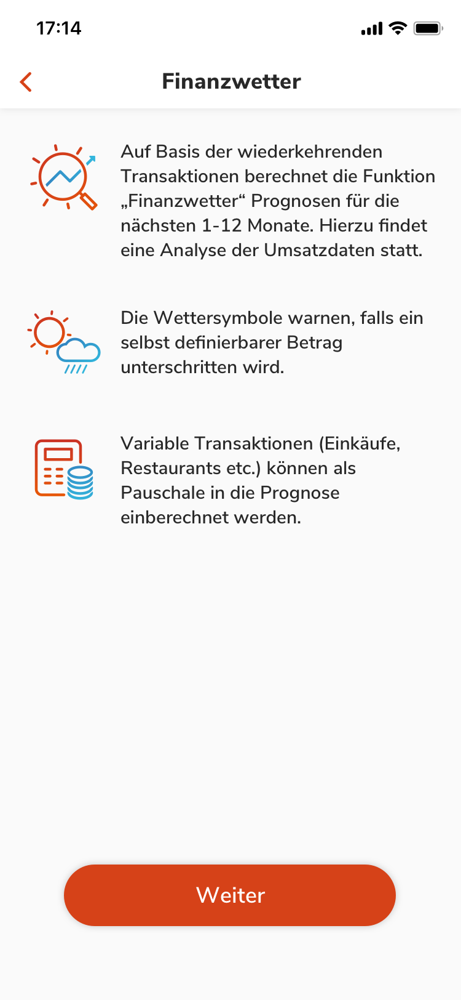 17:14
Finanzwetter
Auf Basis der wiederkehrenden
Transaktionen berechnet die Funktion
„Finanzwetter“ Prognosen für die
nächsten 1-12 Monate. Hierzu findet
eine Analyse der Umsatzdaten statt.
Die Wettersymbole warnen, falls ein
selbst definierbarer Betrag
unterschritten wird.
Variable Transaktionen (Einkäufe,
Restaurants etc.) können als
Pauschale in die Prognose
einberechnet werden.
Weiter